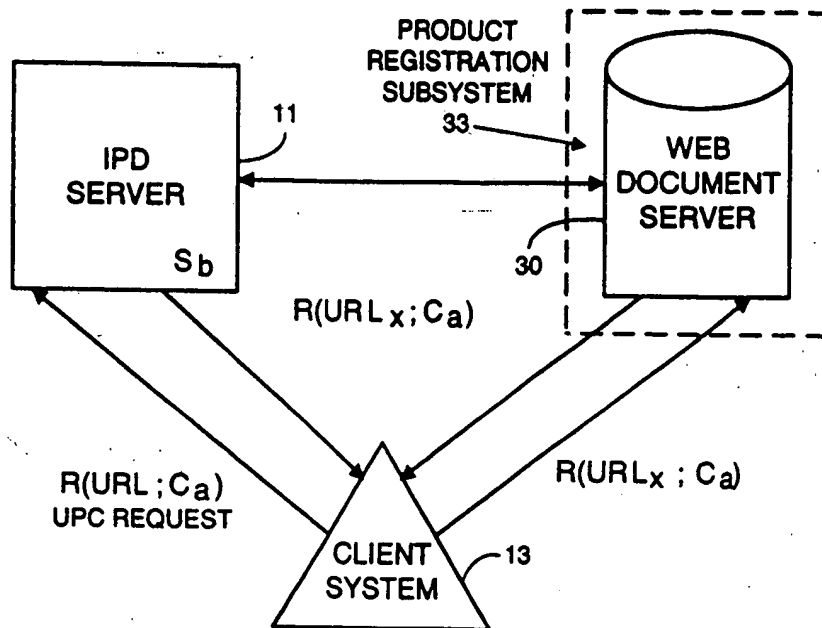 PRODUCT
REGISTRATION
SUBSYSTEM
33
11
IPD
SERVER
Sb
WEB
DOCUMENT
SERVER
30
R(URLx; Ca)
R(URL; Ca)
UPC REQUEST
R(URLx; Ca)
CLIENT
SYSTEM
13